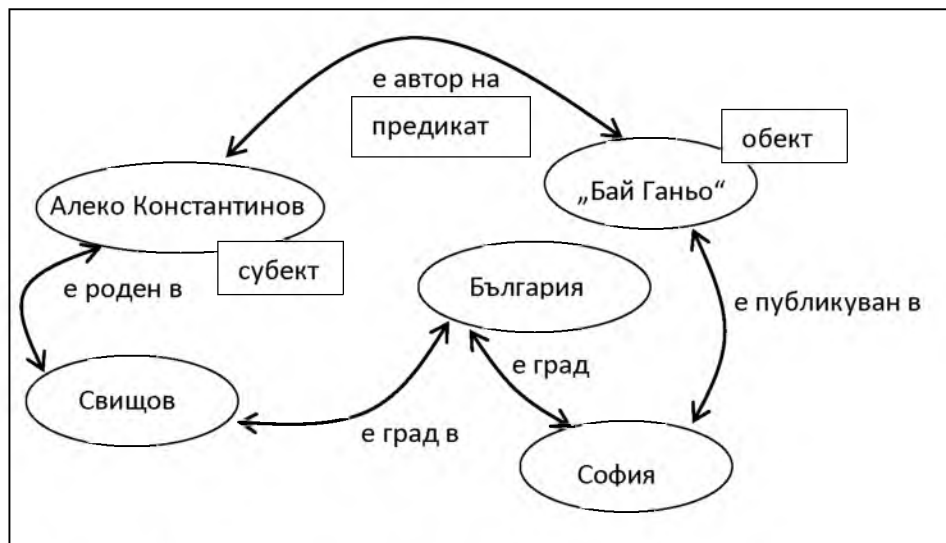 е автор на
предикат
обект
„Бай Ганьо“
Алеко Константинов
субект
е роден в
България
е публикуван в
е град
Свищов
е град в
София